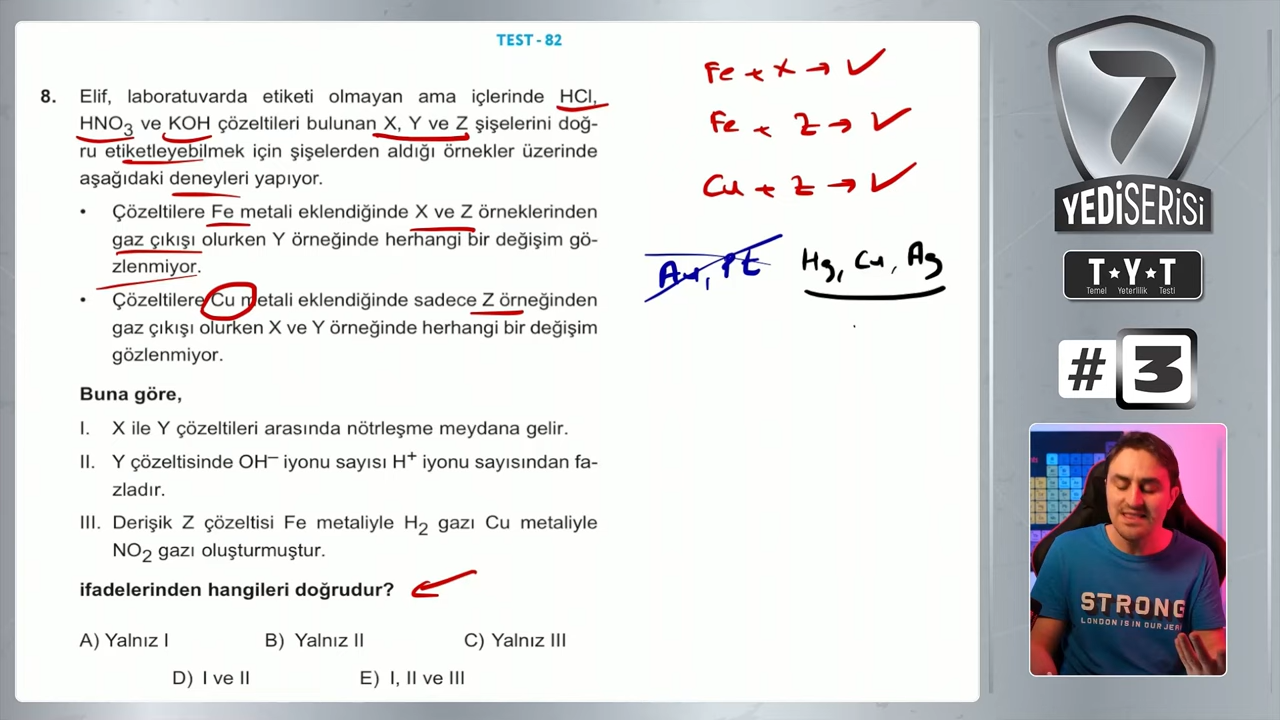 TEST - 82
8. Elif, laboratuvarda etiketi olmayan ama içlerinde HCl,
HNO₃ ve KOH çözeltileri bulunan X, Y ve Z şişelerini doğ-
ru etiketleyebilmek için şişelerden aldığı örnekler üzerinde
aşağıdaki deneyleri yapıyor.
• Çözeltilere Fe metali eklendiğinde X ve Z örneklerinden
gaz çıkışı olurken Y örneğinde herhangi bir değişim gö-
zlenmiyor.
• Çözeltilere Cu metali eklendiğinde sadece Z örneğinden
gaz çıkışı olurken X ve Y örneğinde herhangi bir değişim
gözlenmiyor.
Buna göre,
I. X ile Y çözeltileri arasında nötrleşme meydana gelir.
II. Y çözeltisinde OH⁻ iyonu sayısı H⁺ iyonu sayısından fa-
zladır.
III. Derişik Z çözeltisi Fe metaliyle H₂ gazı Cu metaliyle
NO₂ gazı oluşturmuştur.
ifadelerinden hangileri doğrudur?
A) Yalnız I B) Yalnız II C) Yalnız III
D) I ve II E) I, II ve III
Fe + X → ✓
Fe + Z → ✓
Cu + Z → ✓
Au, Pt Hg, Cu, Ag
7
YEDİSERİSİ
T★Y★T
Temel Yeterlilik Testi
# 3
STRONG
LONDON IS IN OUR